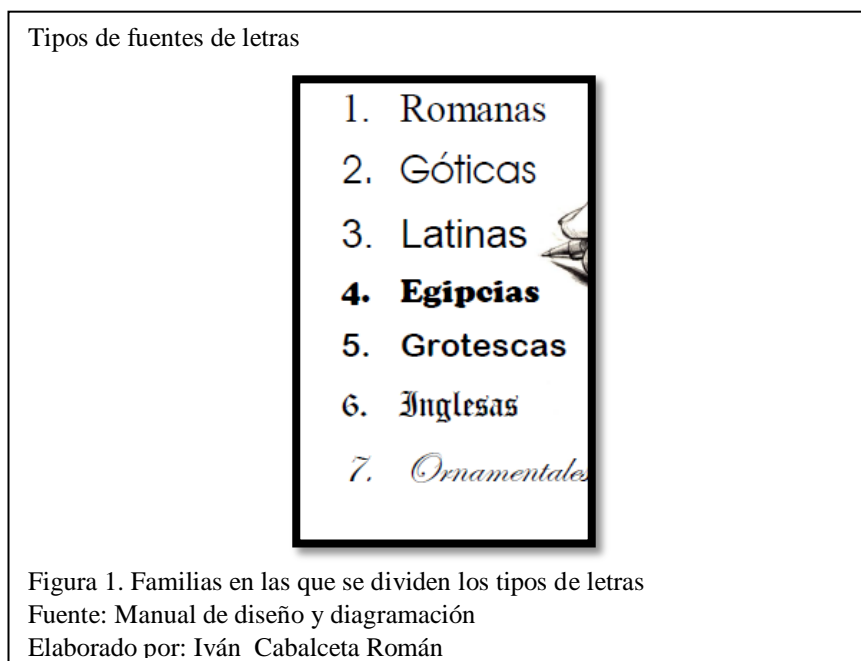 Tipos de fuentes de letras
1. Romanas
2. Góticas
3. Latinas
4. Egipcias
5. Grotescas
6. Inglesas
7. Ornamentales
Figura 1. Familias en las que se dividen los tipos de letras
Fuente: Manual de diseño y diagramación
Elaborado por: Iván Cabalceta Román